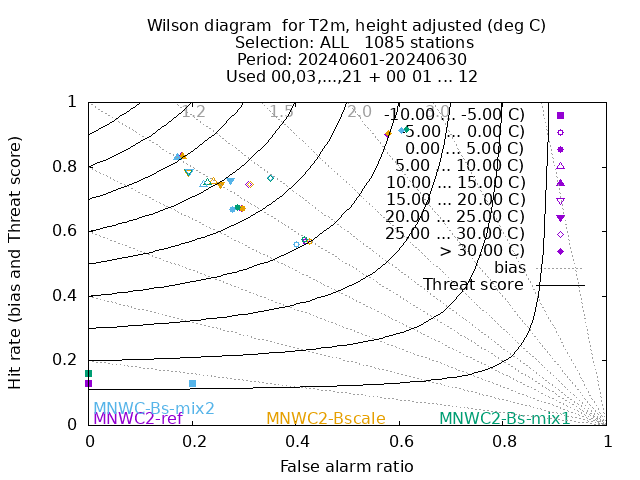 Wilson diagram  for T2m, height adjusted (deg C)
Selection: ALL   1085 stations
Period: 20240601-20240630
Used 00,03,...,21 + 00 01 ... 12
Hit rate (bias and Threat score)
1
0.8
0.6
0.4
0.2
0
1.2
1.5
2.0
3.0
-10.00 ... -5.00 C)
-5.00 ... 0.00 C)
0.00 ... 5.00 C)
5.00 ... 10.00 C)
10.00 ... 15.00 C)
15.00 ... 20.00 C)
20.00 ... 25.00 C)
25.00 ... 30.00 C)
> 30.00 C)
bias
Threat score
MNWC-Bs-mix2
MNWC2-ref
MNWC2-Bscale
MNWC2-Bs-mix1
0
0.2
0.4
0.6
0.8
1
False alarm ratio